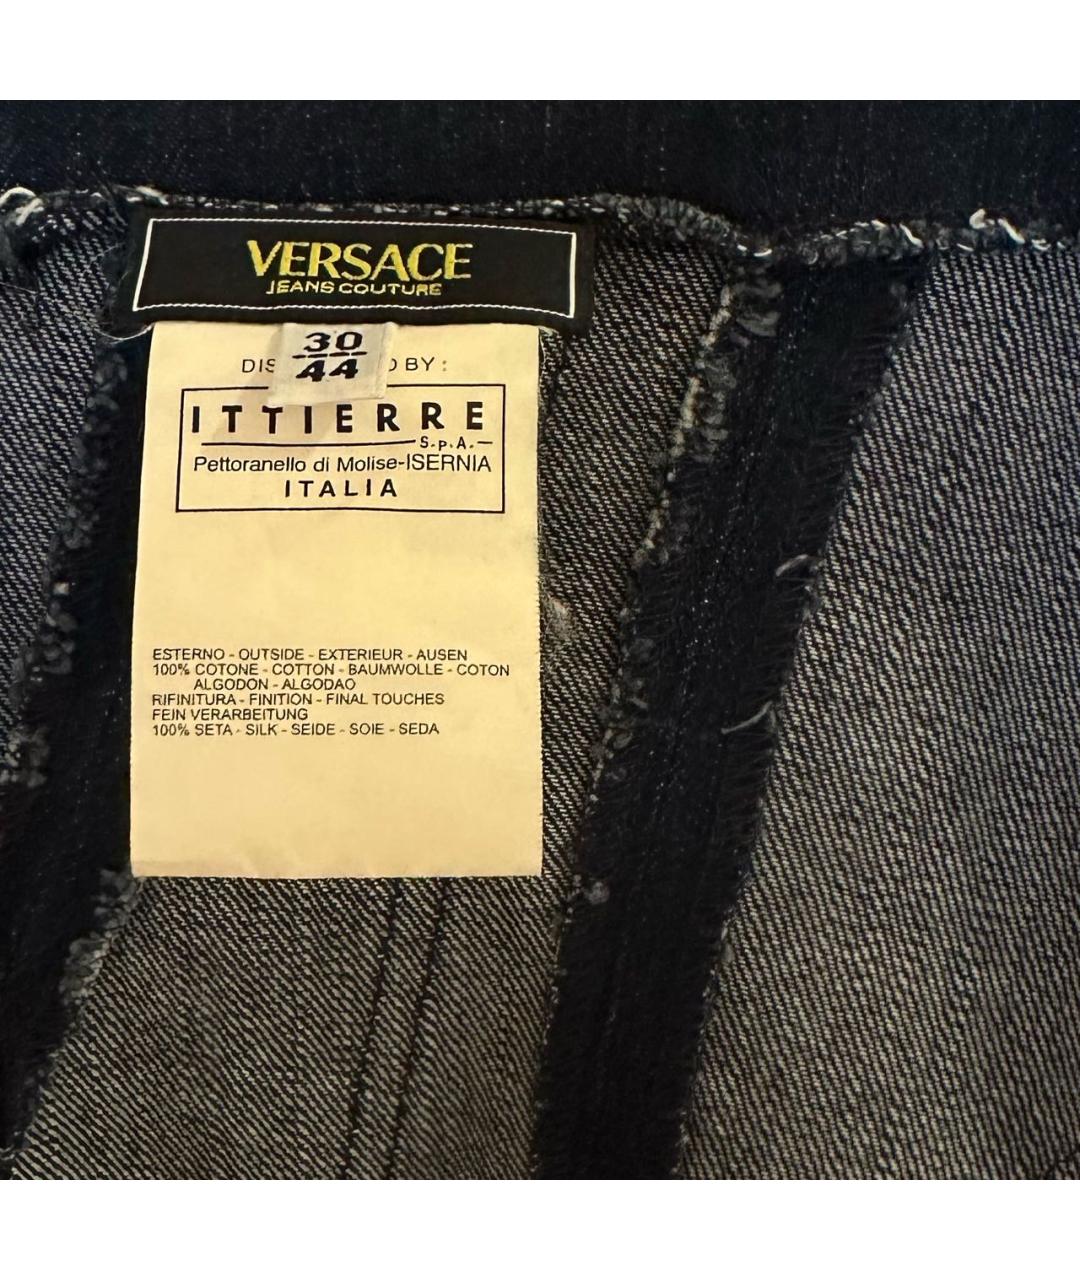 VERSACE
JEANS COUTURE
30
44
DIS D BY :
ITTIERRE
S.p.A.
Pettoranello di Molise-ISERNIA
ITALIA
ESTERNO - OUTSIDE - EXTERIEUR - AUSEN
100% COTONE - COTTON - BAUMWOLLE - COTON
ALGODON - ALGODAO
RIFINITURA - FINITION - FINAL TOUCHES
FEIN VERARBEITUNG
100% SETA - SILK - SEIDE - SOIE - SEDA